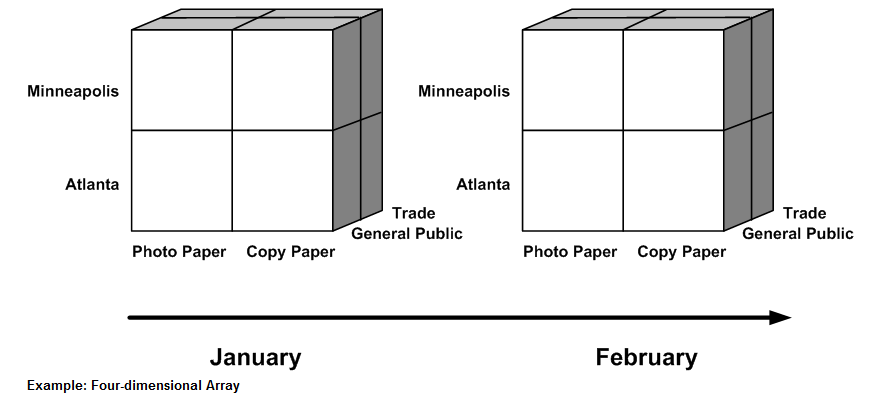 Minneapolis
Minneapolis
Atlanta
Atlanta
Trade
Trade
General Public
General Public
Photo Paper Copy Paper
Photo Paper Copy Paper
January
February
Example: Four-dimensional Array